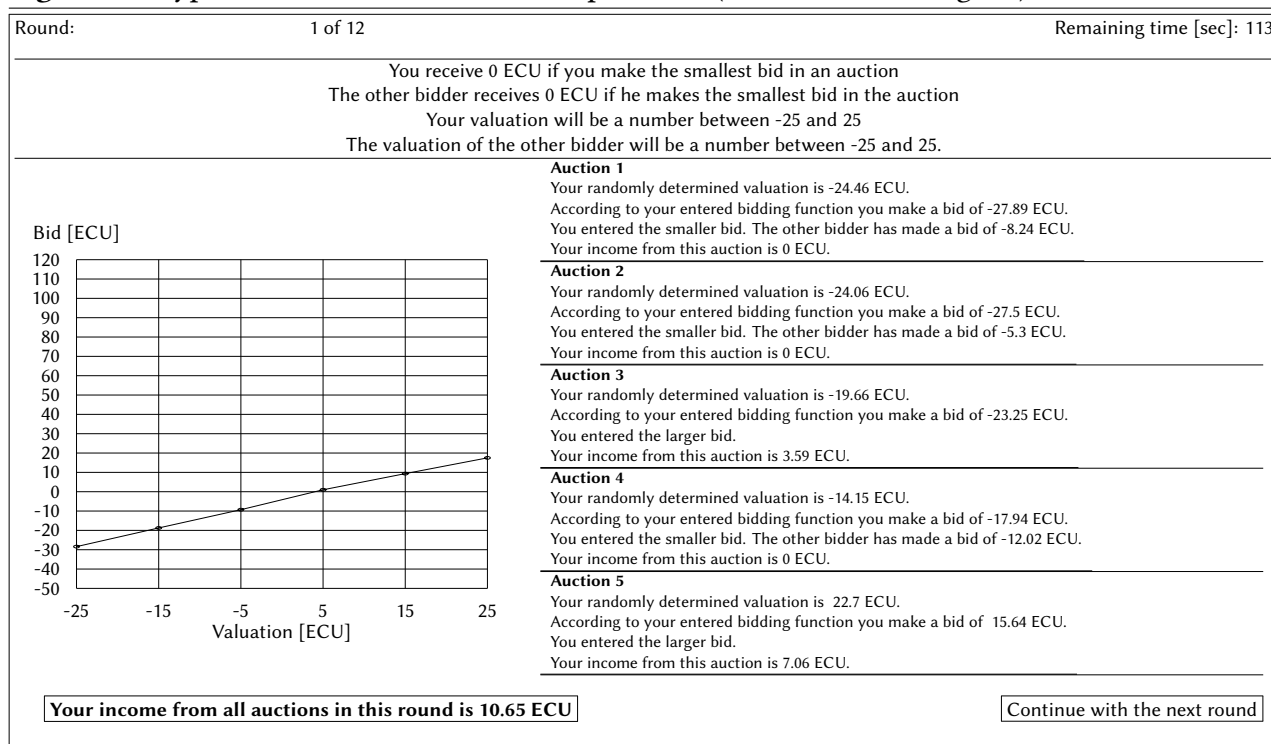 Round: 1 of 12 Remaining time [sec]: 113
You receive 0 ECU if you make the smallest bid in an auction
The other bidder receives 0 ECU if he makes the smallest bid in the auction
Your valuation will be a number between -25 and 25
The valuation of the other bidder will be a number between -25 and 25.
Bid [ECU]
120
110
100
90
80
70
60
50
40
30
20
10
0
-10
-20
-30
-40
-50
-25 -15 -5 5 15 25
Valuation [ECU]
Auction 1
Your randomly determined valuation is -24.46 ECU.
According to your entered bidding function you make a bid of -27.89 ECU.
You entered the smaller bid. The other bidder has made a bid of -8.24 ECU.
Your income from this auction is 0 ECU.
Auction 2
Your randomly determined valuation is -24.06 ECU.
According to your entered bidding function you make a bid of -27.5 ECU.
You entered the smaller bid. The other bidder has made a bid of -5.3 ECU.
Your income from this auction is 0 ECU.
Auction 3
Your randomly determined valuation is -19.66 ECU.
According to your entered bidding function you make a bid of -23.25 ECU.
You entered the larger bid.
Your income from this auction is 3.59 ECU.
Auction 4
Your randomly determined valuation is -14.15 ECU.
According to your entered bidding function you make a bid of -17.94 ECU.
You entered the smaller bid. The other bidder has made a bid of -12.02 ECU.
Your income from this auction is 0 ECU.
Auction 5
Your randomly determined valuation is 22.7 ECU.
According to your entered bidding function you make a bid of 15.64 ECU.
You entered the larger bid.
Your income from this auction is 7.06 ECU.
Your income from all auctions in this round is 10.65 ECU
Continue with the next round